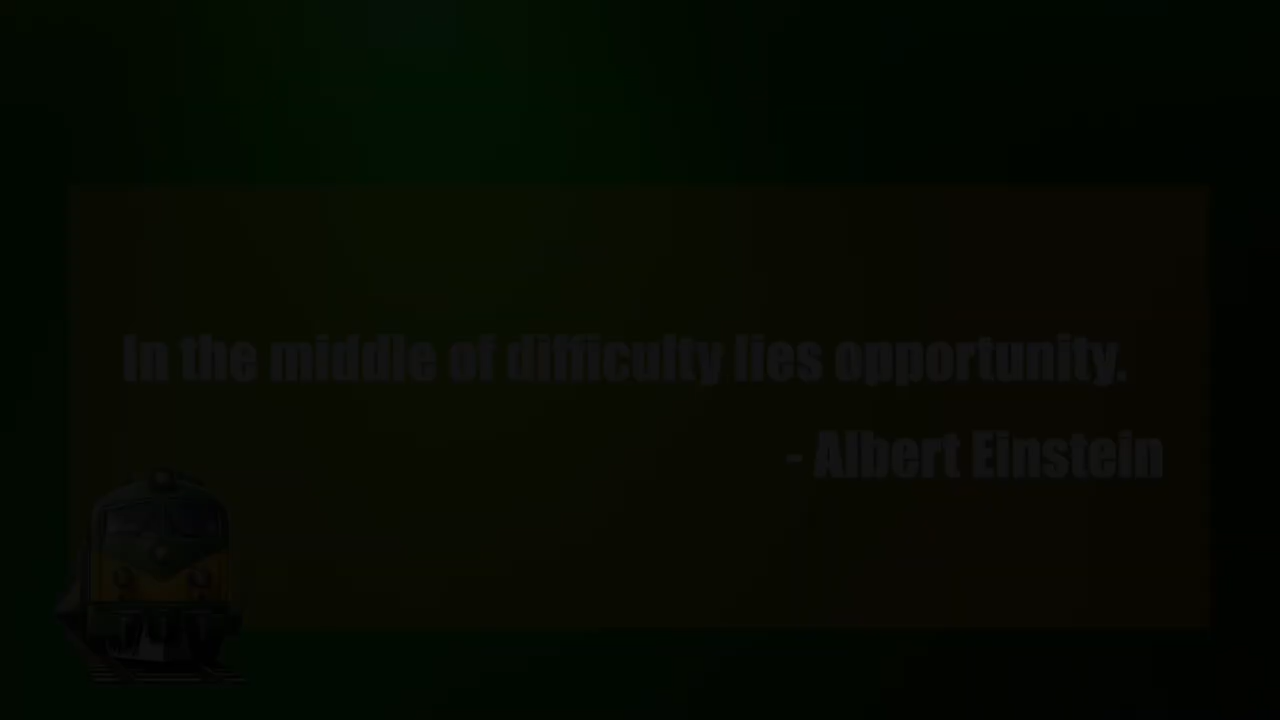 In the middle of difficulty lies opportunity.
- Albert Einstein